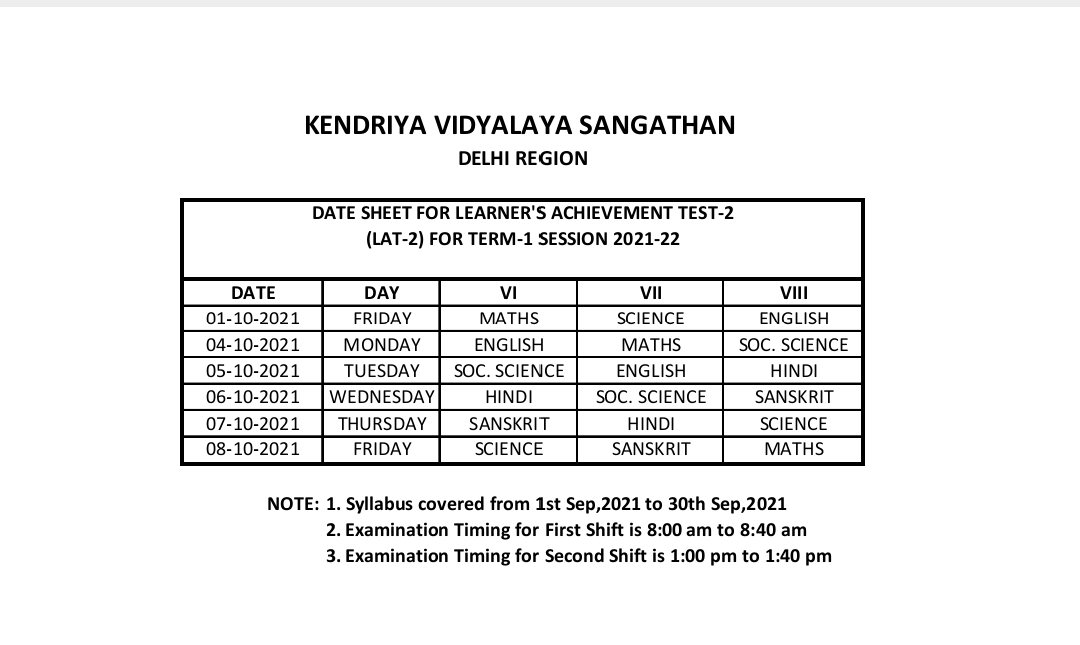 KENDRIYA VIDYALAYA SANGATHAN
DELHI REGION
DATE SHEET FOR LEARNER'S ACHIEVEMENT TEST-2
(LAT-2) FOR TERM-1 SESSION 2021-22
DATE DAY VI VII VIII
01-10-2021 FRIDAY MATHS SCIENCE ENGLISH
04-10-2021 MONDAY ENGLISH MATHS SOC. SCIENCE
05-10-2021 TUESDAY SOC. SCIENCE ENGLISH HINDI
06-10-2021 WEDNESDAY HINDI SOC. SCIENCE SANSKRIT
07-10-2021 THURSDAY SANSKRIT HINDI SCIENCE
08-10-2021 FRIDAY SCIENCE SANSKRIT MATHS
NOTE: 1. Syllabus covered from 1st Sep,2021 to 30th Sep,2021
2. Examination Timing for First Shift is 8:00 am to 8:40 am
3. Examination Timing for Second Shift is 1:00 pm to 1:40 pm